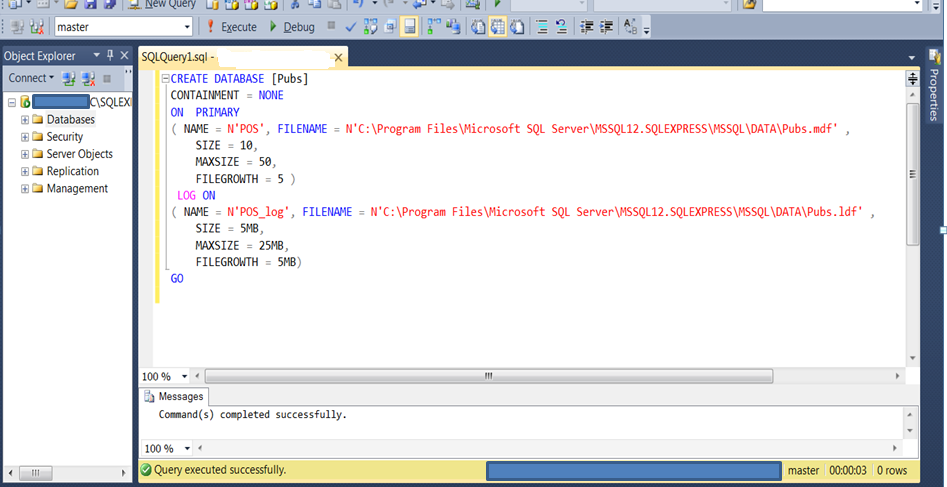 New Query
master
Execute
Debug
Object Explorer
Connect
C\SQLEXI
Databases
Security
Server Objects
Replication
Management
SQLQuery1.sql -
CREATE DATABASE [Pubs]
CONTAINMENT = NONE
ON PRIMARY
( NAME = N'POS', FILENAME = N'C:\Program Files\Microsoft SQL Server\MSSQL12.SQLEXPRESS\MSSQL\DATA\Pubs.mdf' ,
SIZE = 10,
MAXSIZE = 50,
FILEGROWTH = 5 )
LOG ON
( NAME = N'POS_log', FILENAME = N'C:\Program Files\Microsoft SQL Server\MSSQL12.SQLEXPRESS\MSSQL\DATA\Pubs.ldf' ,
SIZE = 5MB,
MAXSIZE = 25MB,
FILEGROWTH = 5MB)
GO
100 %
Messages
Command(s) completed successfully.
100 %
Query executed successfully.
master
00:00:03
0 rows
Properties